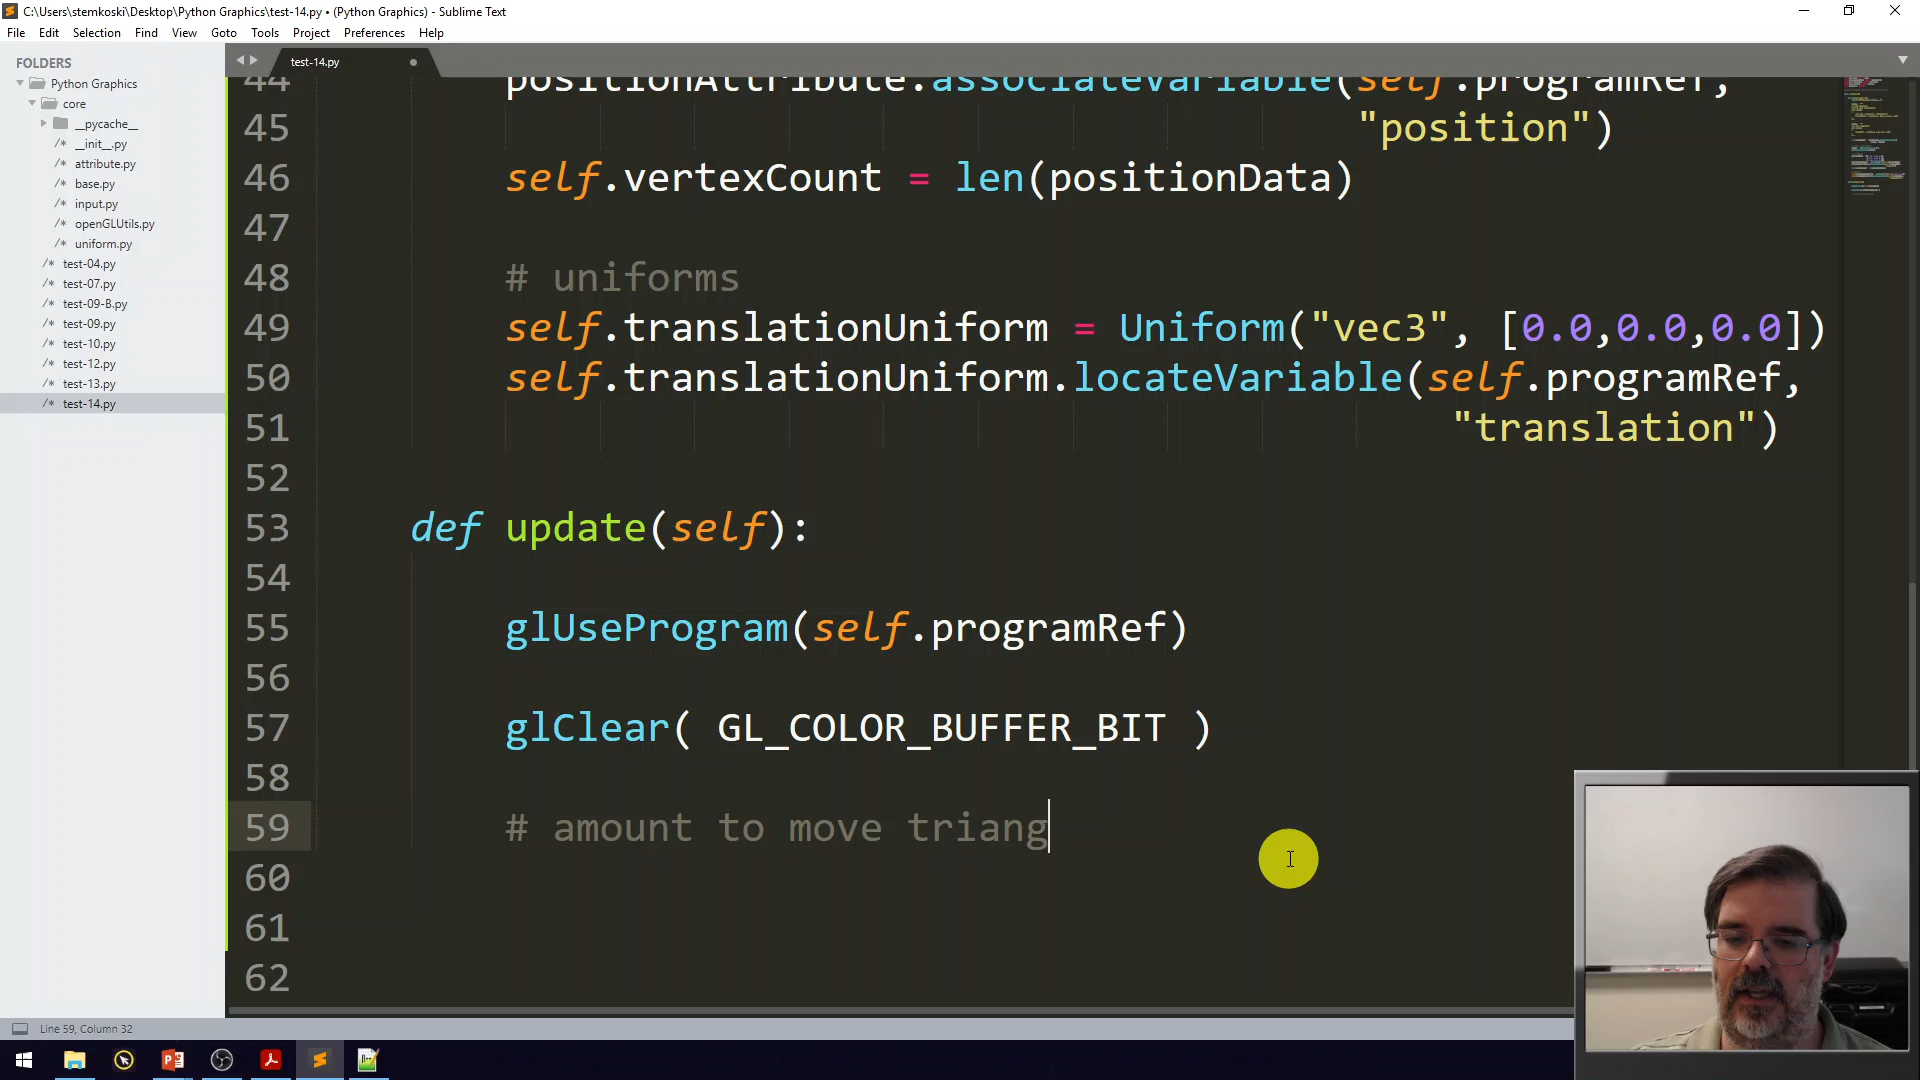 C:\Users\stemkoski\Desktop\Python Graphics\test-14.py • (Python Graphics) - Sublime Text
File Edit Selection Find View Goto Tools Project Preferences Help
FOLDERS
Python Graphics
core
__pycache__
/* __init__.py
/* attribute.py
/* base.py
/* input.py
/* openGLUtils.py
/* uniform.py
/* test-04.py
/* test-07.py
/* test-09-B.py
/* test-09.py
/* test-10.py
/* test-12.py
/* test-13.py
/* test-14.py
test-14.py
44 positionAttribute.associateVariable(self.programRef,
45 "position")
46 self.vertexCount = len(positionData)
47
48 # uniforms
49 self.translationUniform = Uniform("vec3", [0.0,0.0,0.0])
50 self.translationUniform.locateVariable(self.programRef,
51 "translation")
52
53 def update(self):
54
55 glUseProgram(self.programRef)
56
57 glClear( GL_COLOR_BUFFER_BIT )
58
59 # amount to move triang
60
61
62
Line 59, Column 32